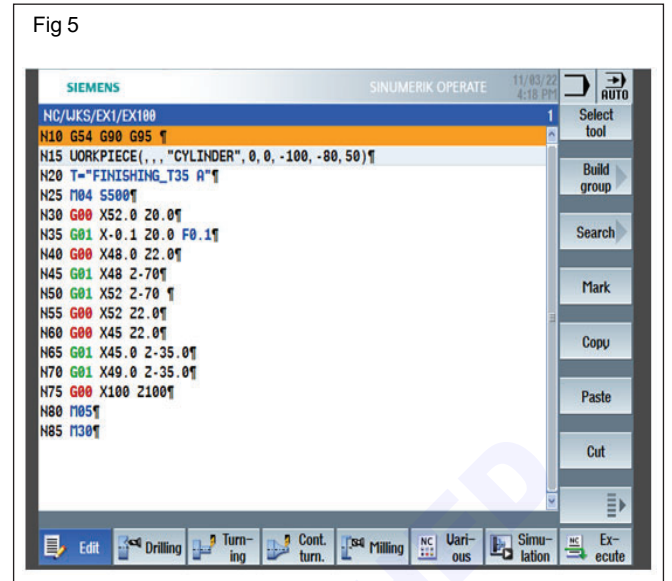 Fig 5
SIEMENS SINUMERIK OPERATE 11/03/22 4:18 PM AUTO
NC/WKS/EX1/EX100 1
N10 G54 G90 G95 ¶
N15 WORKPIECE(,,,"CYLINDER",0,0,-100,-80,50)¶
N20 T="FINISHING_T35 A"¶
N25 M04 S500¶
N30 G00 X52.0 Z0.0¶
N35 G01 X-0.1 Z0.0 F0.1¶
N40 G00 X48.0 Z2.0¶
N45 G01 X48 Z-70¶
N50 G01 X52 Z-70 ¶
N55 G00 X52 Z2.0¶
N60 G00 X45 Z2.0¶
N65 G01 X45.0 Z-35.0¶
N70 G01 X49.0 Z-35.0¶
N75 G00 X100 Z100¶
N80 M05¶
N85 M30¶
Select
tool
Build
group
Search
Mark
Copy
Paste
Cut
Edit
Drilling
Turn-
ing
Cont.
turn.
Milling
NC
Vari-
ous
Simu-
lation
NC
Ex-
ecute